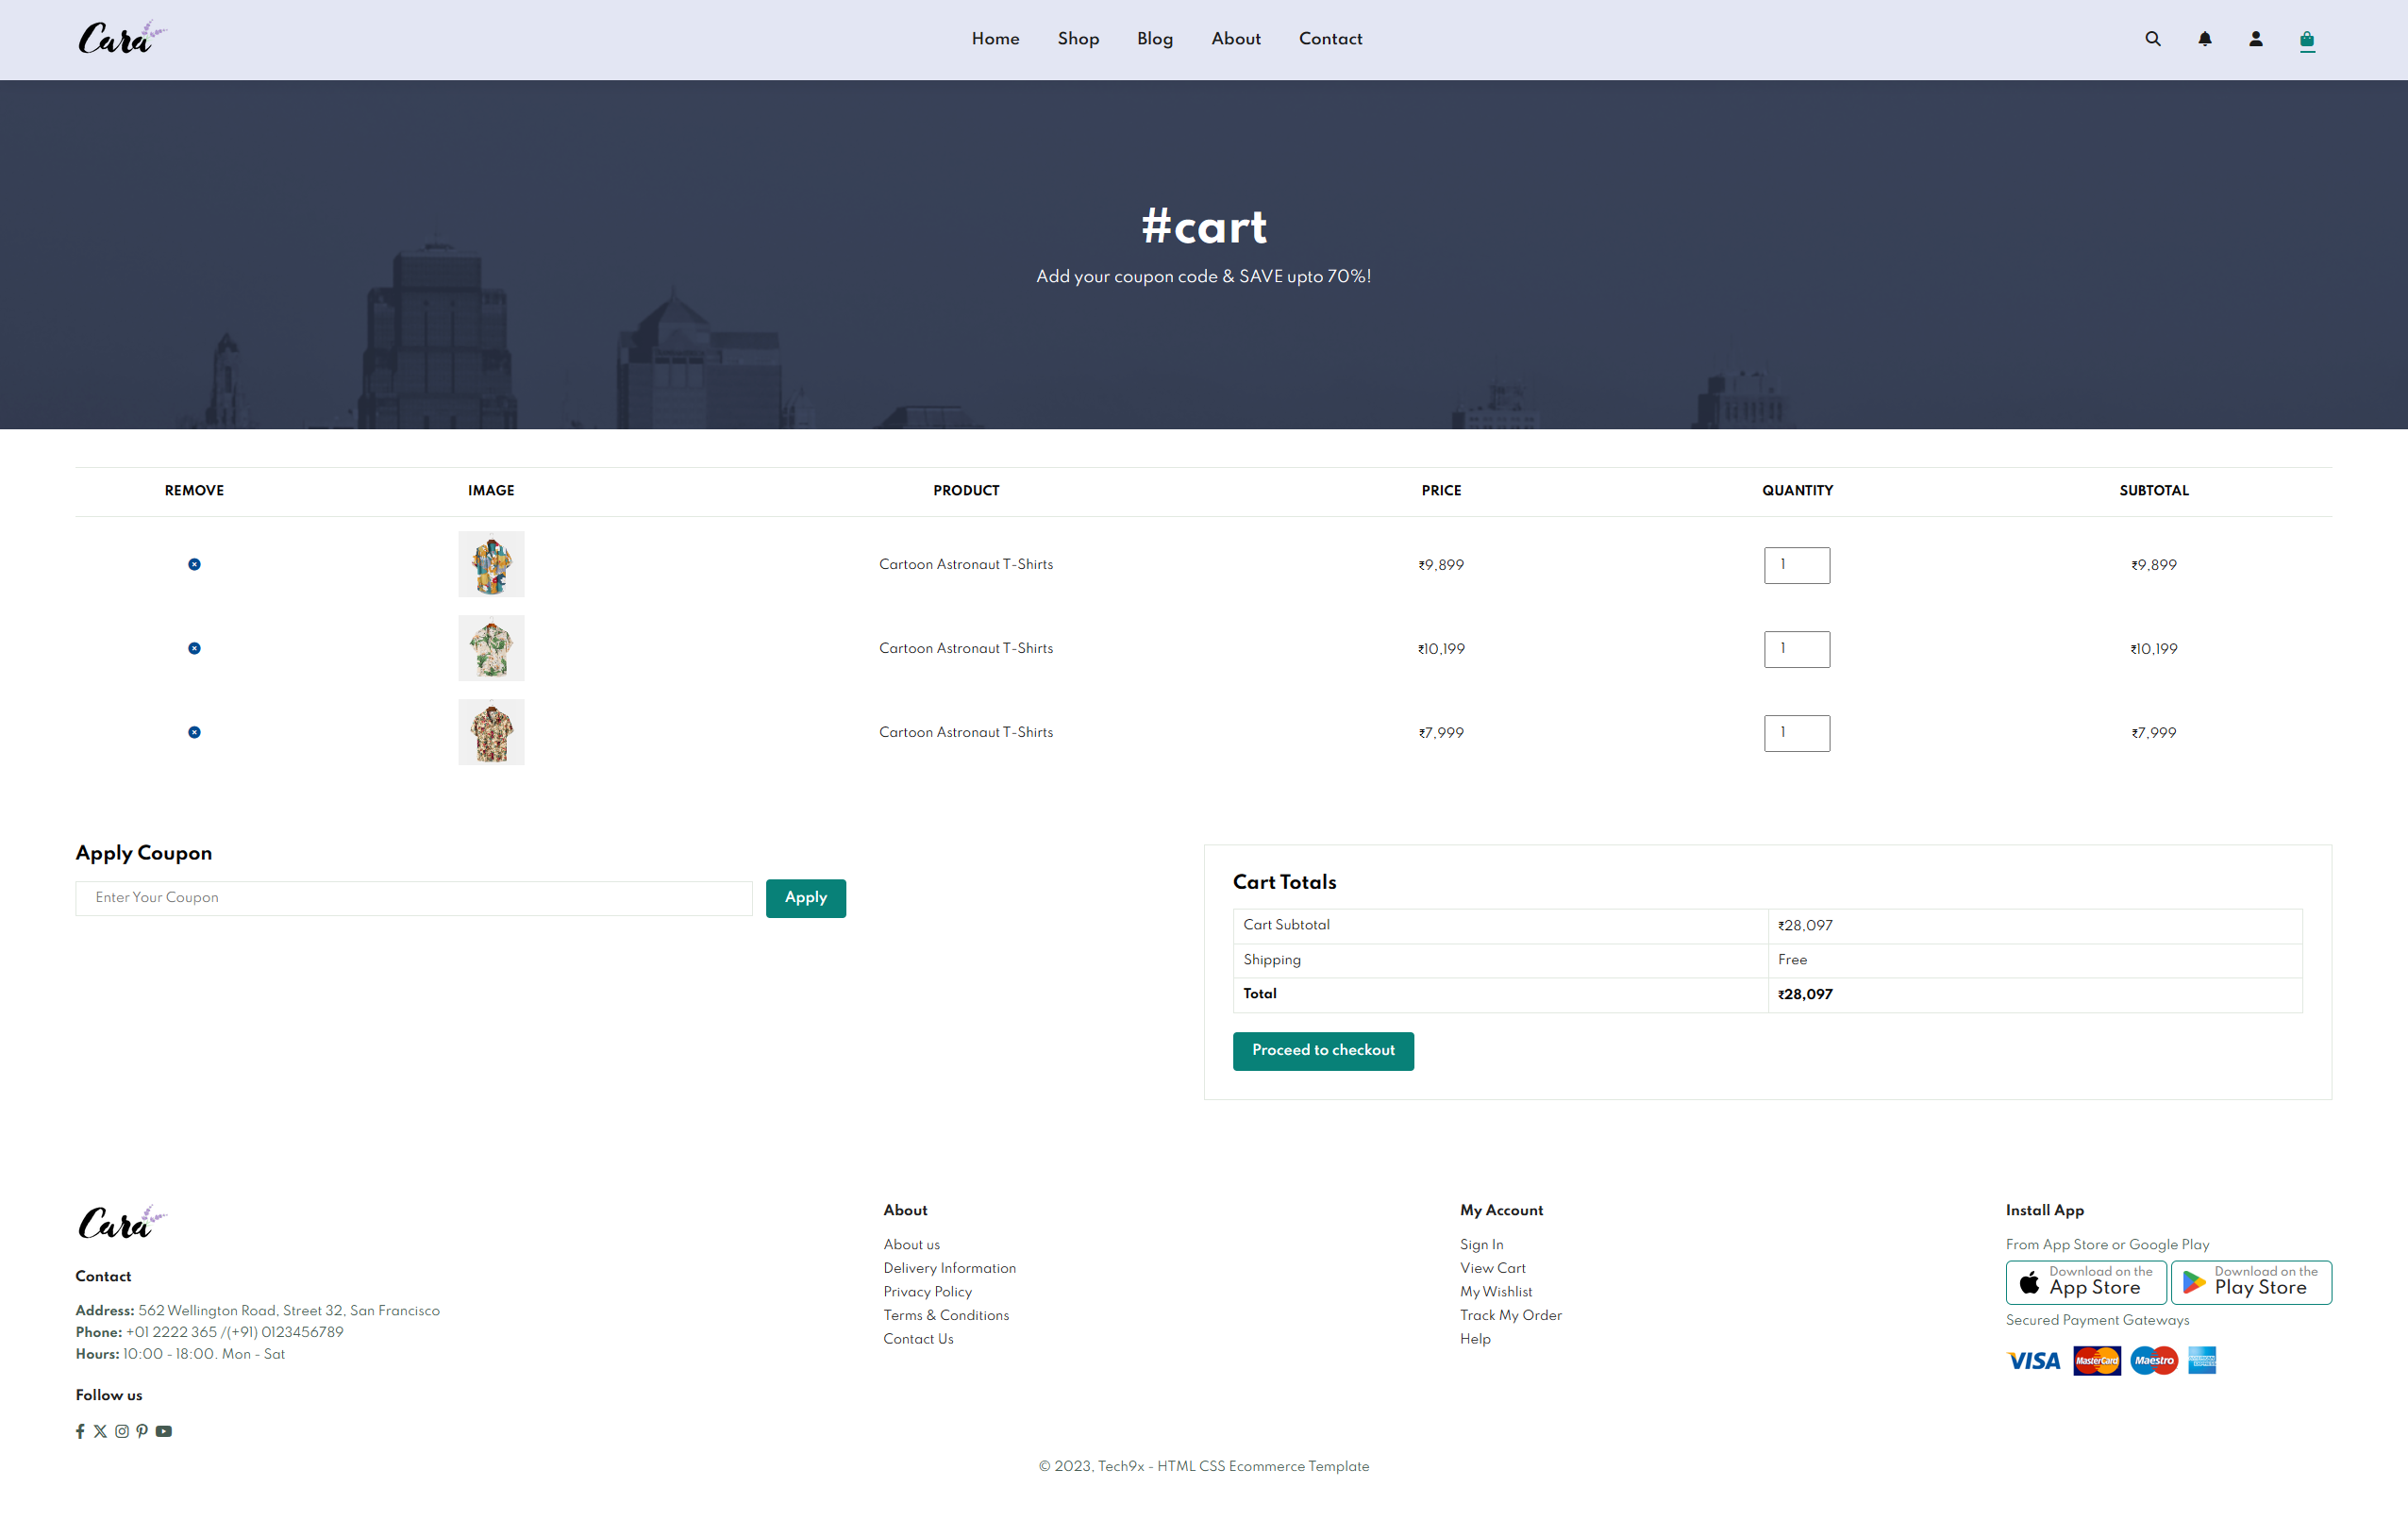 Cara
Home Shop Blog About Contact
#cart
Add your coupon code & SAVE upto 70%!
REMOVE IMAGE PRODUCT PRICE QUANTITY SUBTOTAL
Cartoon Astronaut T-Shirts ₹9,899 1 ₹9,899
Cartoon Astronaut T-Shirts ₹10,199 1 ₹10,199
Cartoon Astronaut T-Shirts ₹7,999 1 ₹7,999
Apply Coupon
Enter Your Coupon Apply
Cart Totals
Cart Subtotal ₹28,097
Shipping Free
Total ₹28,097
Proceed to checkout
Cara
Contact
Address: 562 Wellington Road, Street 32, San Francisco
Phone: +01 2222 365 /(+91) 0123456789
Hours: 10:00 - 18:00. Mon - Sat
Follow us
About
About us
Delivery Information
Privacy Policy
Terms & Conditions
Contact Us
My Account
Sign In
View Cart
My Wishlist
Track My Order
Help
Install App
From App Store or Google Play
Download on the
App Store
Download on the
Play Store
Secured Payment Gateways
VISA MasterCard Maestro AMERICAN EXPRESS
© 2023, Tech9x - HTML CSS Ecommerce Template